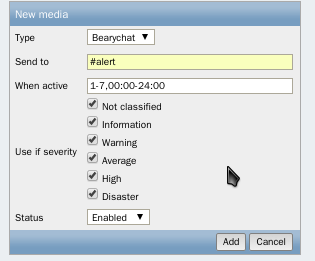 New media
Type Bearychat
Send to #alert
When active 1-7,00:00-24:00
Not classified
Information
Warning
Use if severity
Average
High
Disaster
Status Enabled
Add Cancel